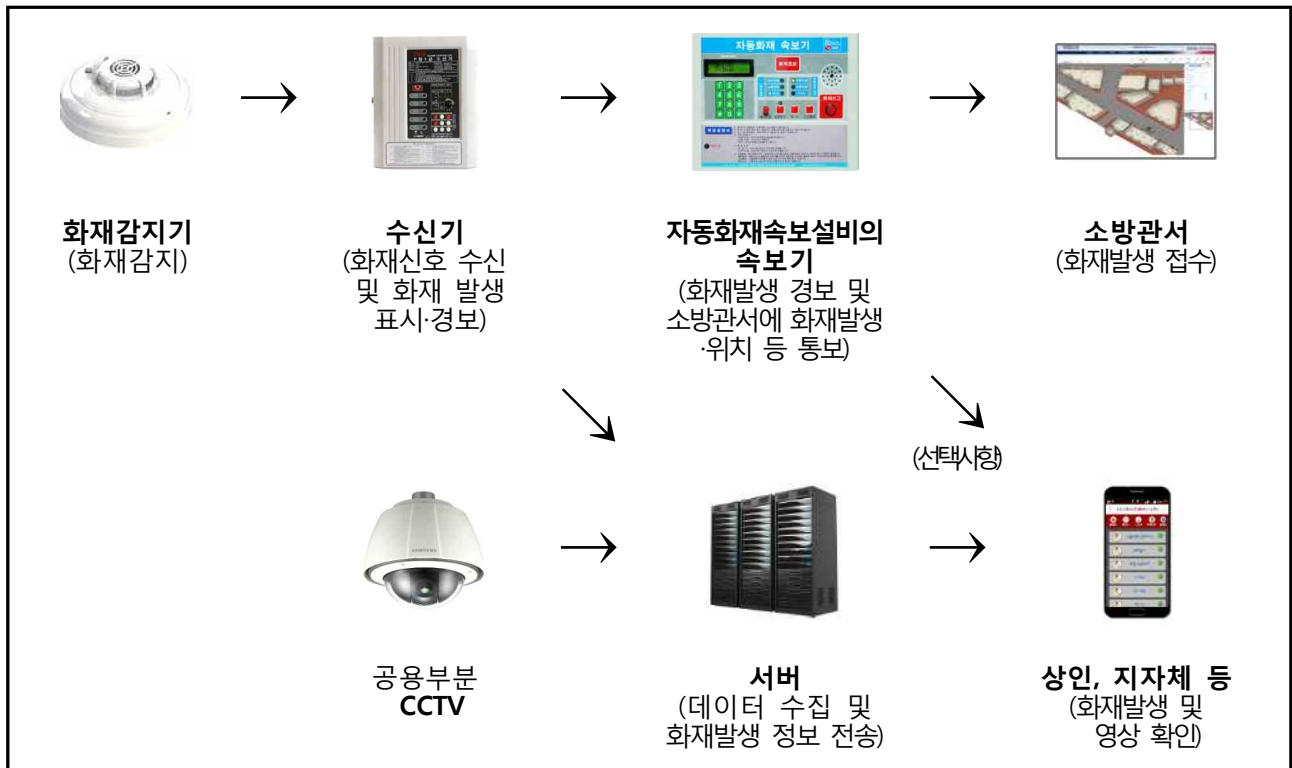 자동화재 속보기
화재감지기
(화재감지)
수신기
(화재신호 수신
및 화재 발생
표시·경보)
자동화재속보설비의
속보기
(화재발생 경보 및
소방관서에 화재발생
·위치 등 통보)
소방관서
(화재발생 접수)
(선택사항)
SAMSUNG
공용부분
CCTV
서버
(데이터 수집 및
화재발생 정보 전송)
상인, 지자체 등
(화재발생 및
영상 확인)